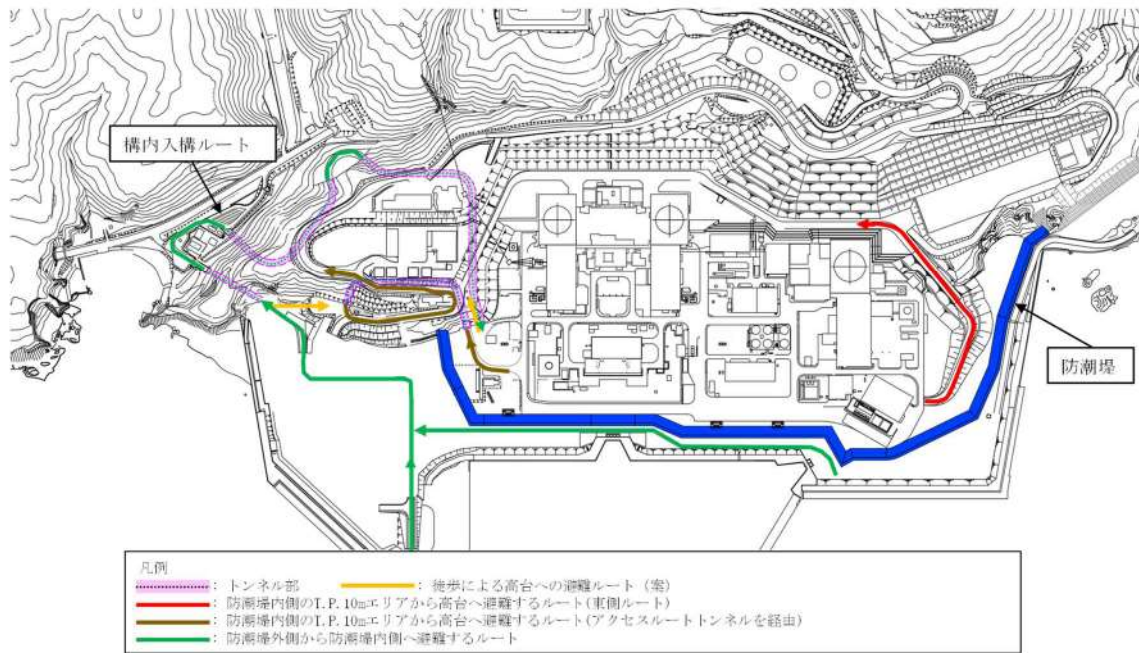 構内入構ルート
防潮堤
凡例
: トンネル部 : 徒歩による高台への避難ルート（案）
: 防潮堤内側のT.P.10mエリアから高台へ避難するルート(東側ルート)
: 防潮堤内側のT.P.10mエリアから高台へ避難するルート(アクセスルートトンネルを経由)
: 防潮堤外側から防潮堤内側へ避難するルート